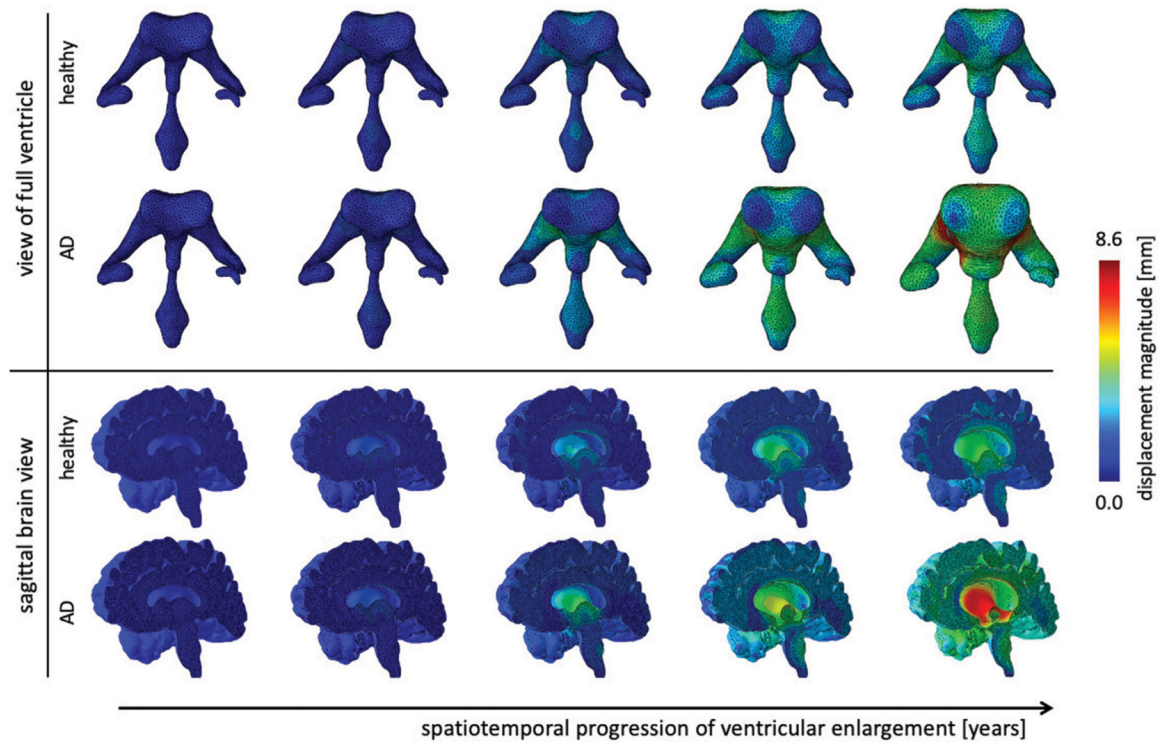 view of full ventricle
healthy
AD
sagittal brain view
healthy
AD
8.6
displacement magnitude [mm]
0.0
spatiotemporal progression of ventricular enlargement [years]